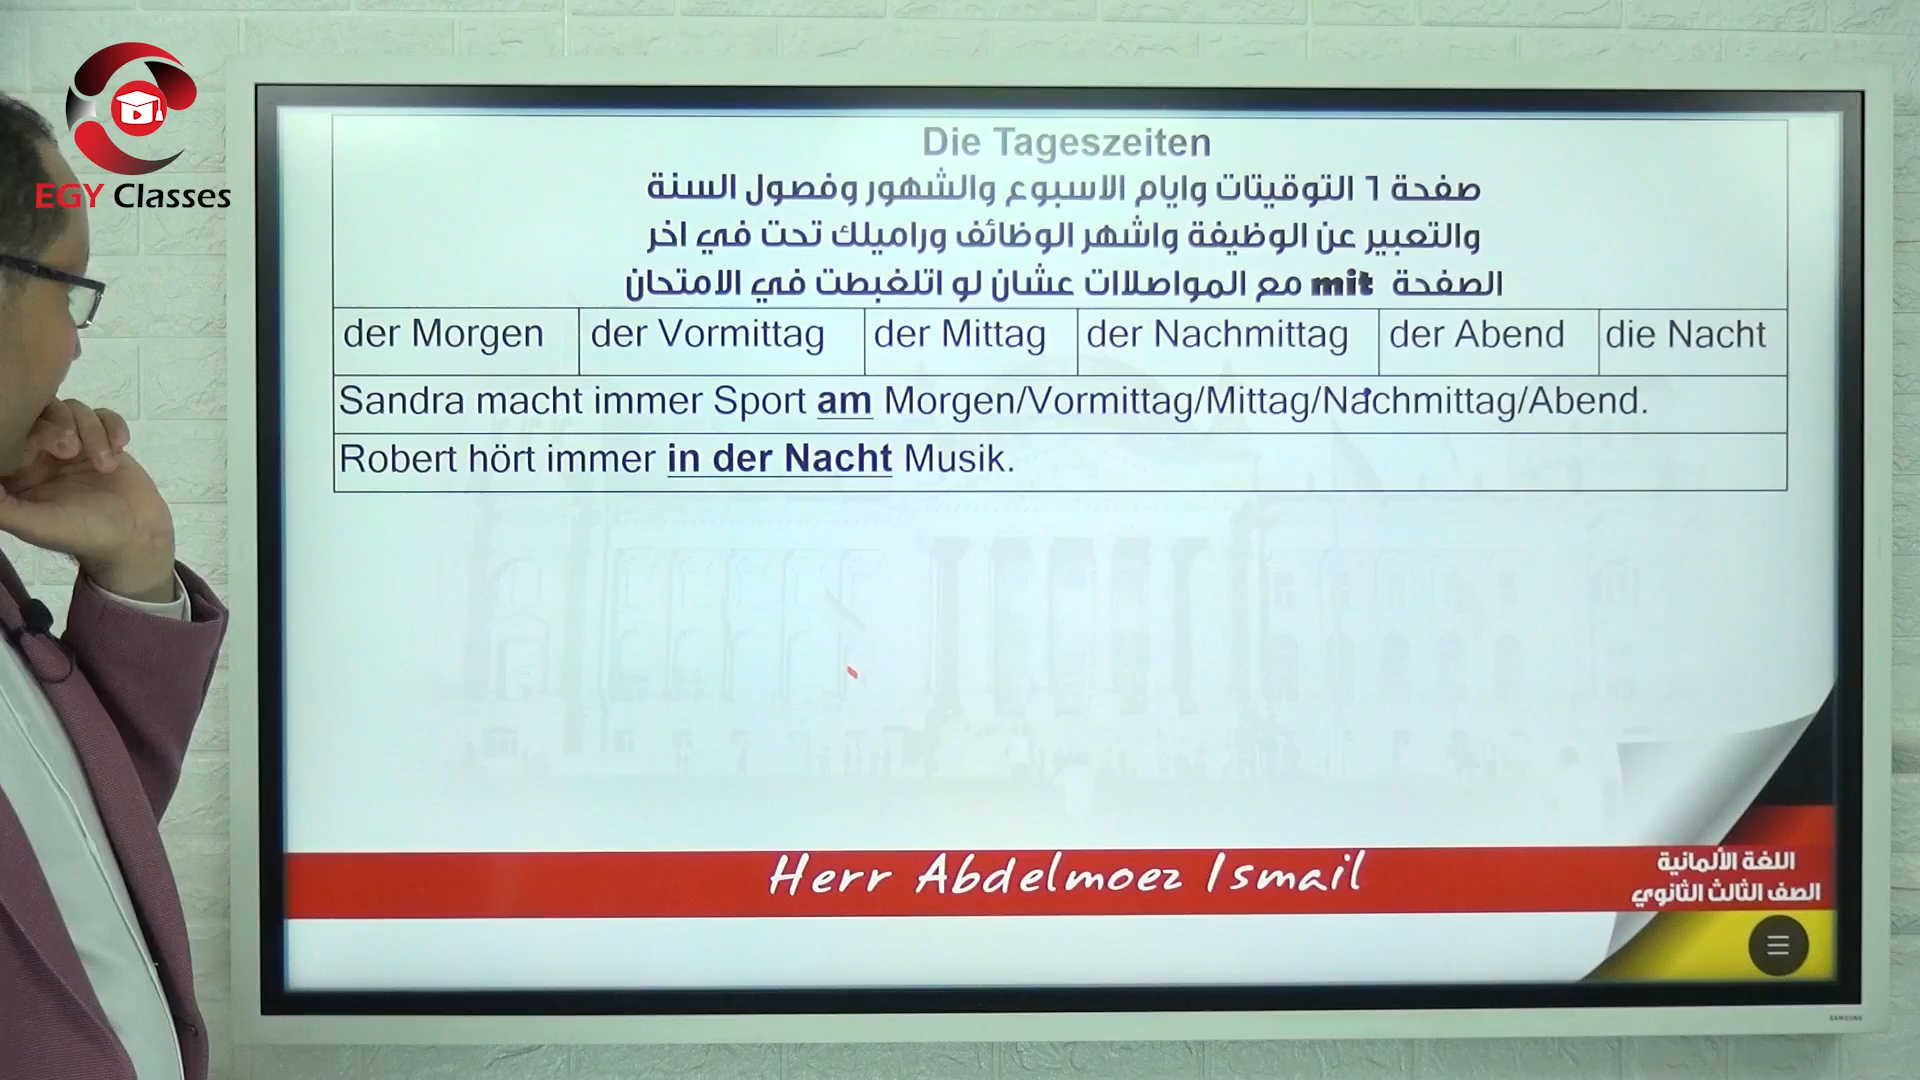 EGY Classes
Die Tageszeiten
صفحة ٦ التوقيتات وايام الاسبوع والشهور وفصول السنة
والتعبير عن الوظيفة واشهر الوظائف وراميلك تحت في اخر
الصفحة mit مع المواصلات عشان لو اتلغبطت في الامتحان
der Morgen der Vormittag der Mittag der Nachmittag der Abend die Nacht
Sandra macht immer Sport am Morgen/Vormittag/Mittag/Nachmittag/Abend.
Robert hört immer in der Nacht Musik.
Herr Abdelmoez Ismail
اللغة الألمانية
الصف الثالث الثانوي
SAMSUNG